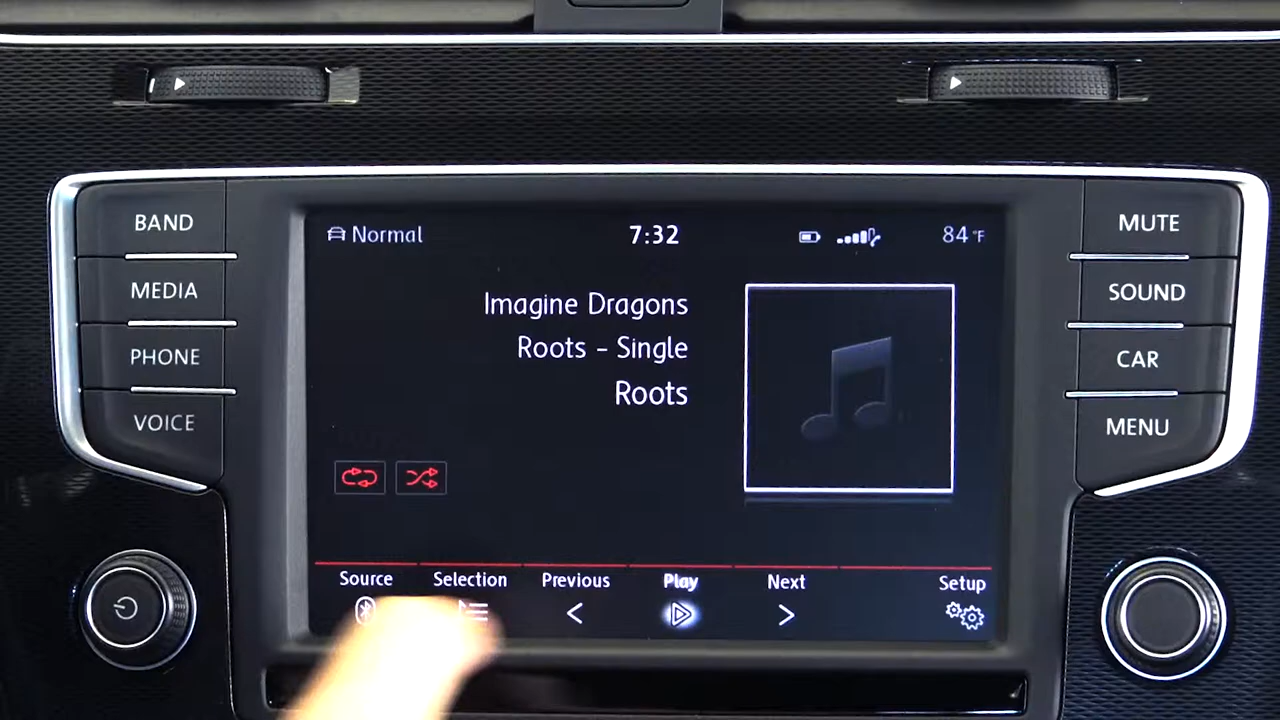 BAND
MEDIA
PHONE
VOICE
Normal
7:32
84°F
Imagine Dragons
Roots - Single
Roots
Source
Selection
Previous
Play
Next
Setup
MUTE
SOUND
CAR
MENU